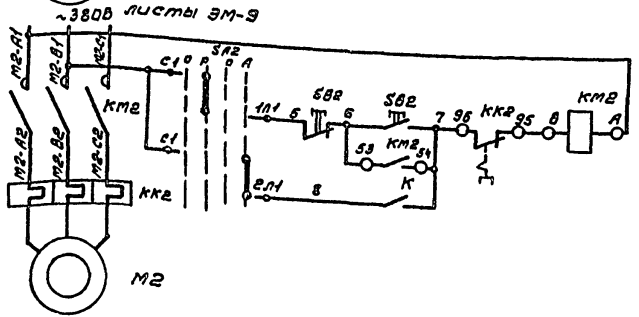 ~380В листы ЭМ-9
М2-А1
М2-В1
М2-С1
С1 О Р О А
SA2
КМ2
1Л1 5 SB2 6 SB2 7 96 КК2 95 В КМ2 А
С1
53 КМ2 54
М2-А2
М2-В2
М2-С2
КК2
2Л1 8 К
М2